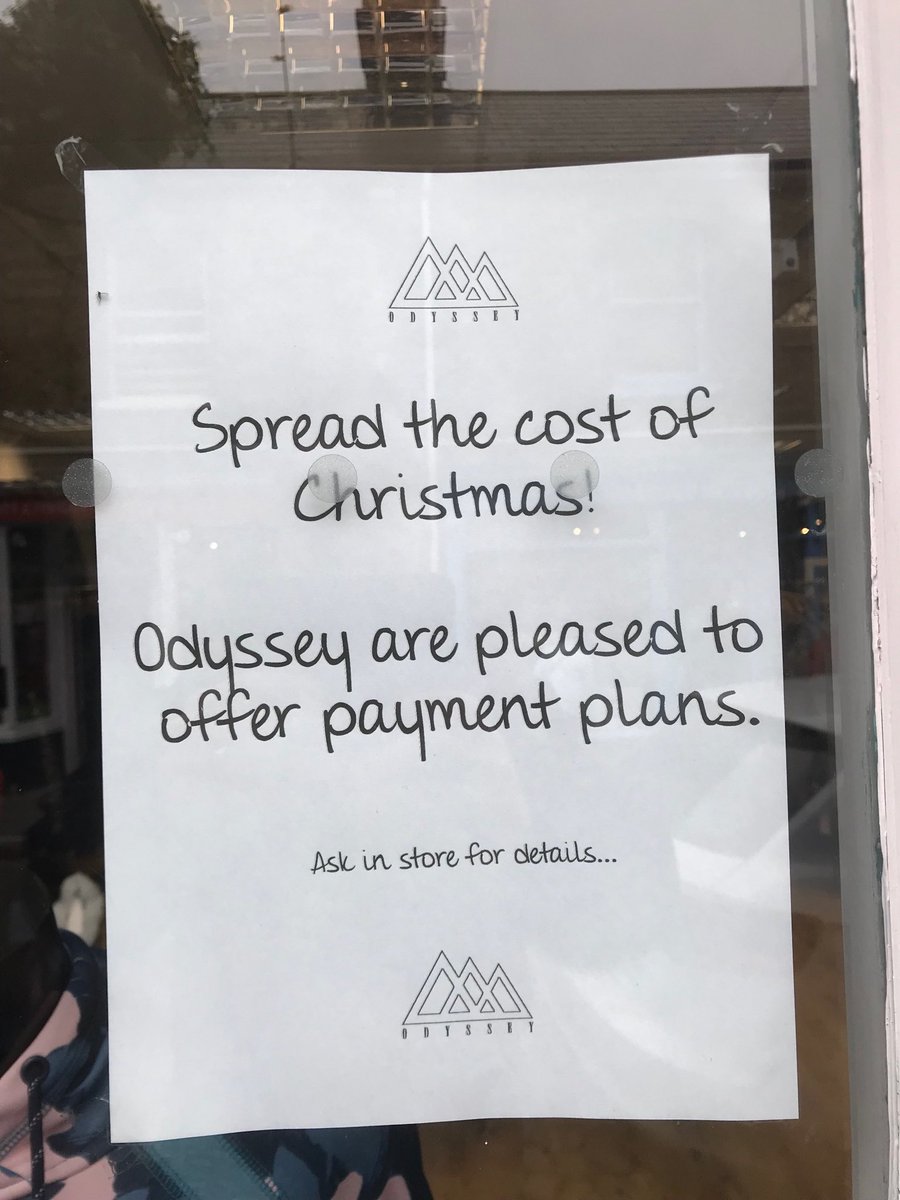 ODYSSEY
Spread the cost of
Christmas!
Odyssey are pleased to
offer payment plans.
Ask in store for details...
ODYSSEY